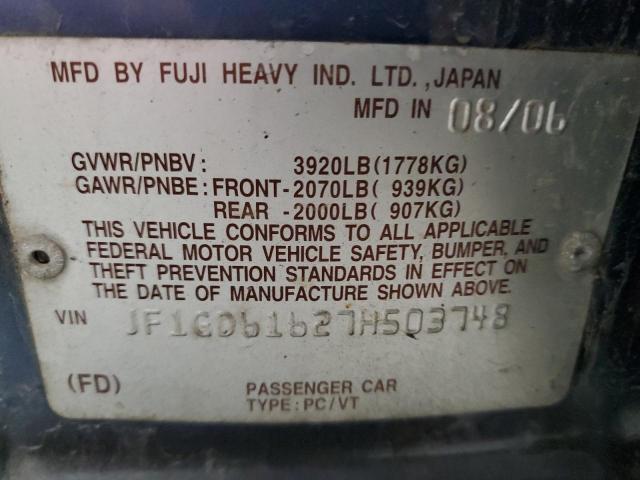 MFD BY FUJI HEAVY IND. LTD., JAPAN
MFD IN 08/06
GVWR/PNBV: 3920LB(1778KG)
GAWR/PNBE: FRONT-2070LB( 939KG)
REAR -2000LB( 907KG)
THIS VEHICLE CONFORMS TO ALL APPLICABLE
FEDERAL MOTOR VEHICLE SAFETY, BUMPER, AND
THEFT PREVENTION STANDARDS IN EFFECT ON
THE DATE OF MANUFACTURE SHOWN ABOVE.
VIN JF1GD61627H503748
(FD) PASSENGER CAR
TYPE: PC/VT